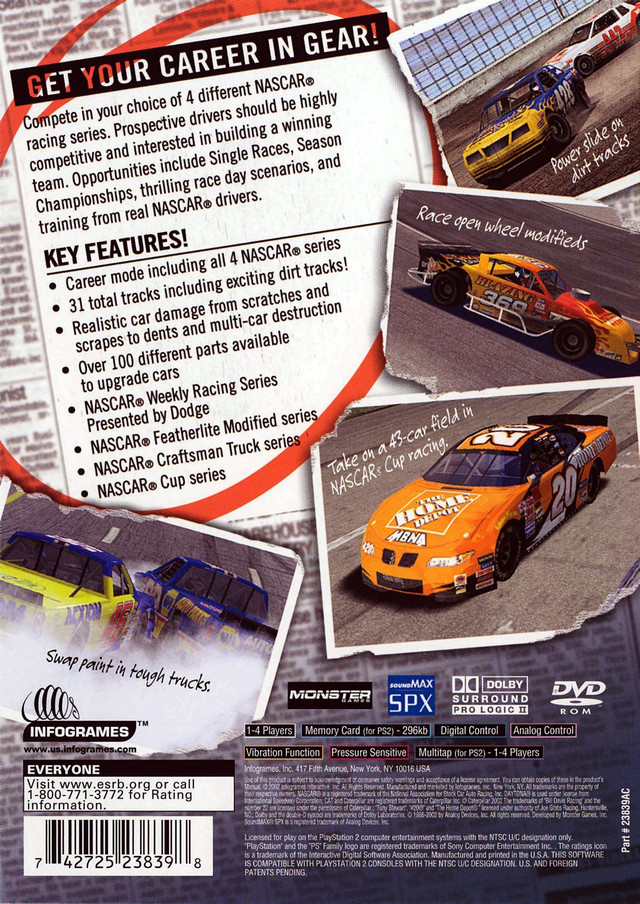 GET YOUR CAREER IN GEAR!
Compete in your choice of 4 different NASCAR®
racing series. Prospective drivers should be highly
competitive and interested in building a winning
team. Opportunities include Single Races, Season
Championships, thrilling race day scenarios, and
training from real NASCAR® drivers.
KEY FEATURES!
• Career mode including all 4 NASCAR® series
• 31 total tracks including exciting dirt tracks!
• Realistic car damage from scratches and
scrapes to dents and multi-car destruction
• Over 100 different parts available
to upgrade cars
• NASCAR® Weekly Racing Series
Presented by Dodge
• NASCAR® Featherlite Modified series
• NASCAR® Craftsman Truck series
• NASCAR® Cup series
Power slide on
dirt tracks
Race open wheel modifieds
BLAZING
369
Take on a 43-car field in
NASCAR® Cup racing.
20
THE
HOME
DEPOT
MBNA
20
Swap paint in tough trucks.
INFOGRAMES™
www.us.infogrames.com
MONSTER
GAMES
SOUNDMAX
SPX
DOLBY
SURROUND
PRO LOGIC II
DVD
ROM
1-4 Players
Memory Card (for PS2) - 296kb
Digital Control
Analog Control
Vibration Function
Pressure Sensitive
Multitap (for PS2) - 1-4 Players
EVERYONE
Visit www.esrb.org or call
1-800-771-3772 for Rating
information.
7 42725 23839 8
Infogrames, Inc. 417 Fifth Avenue, New York, NY 10016 USA
Licensed for play on the PlayStation 2 computer entertainment systems with the NTSC U/C designation only.
"PlayStation" and the "PS" Family logo are registered trademarks of Sony Computer Entertainment Inc. . The ratings icon
is a trademark of the Interactive Digital Software Association. Manufactured and printed in the U.S.A. THIS SOFTWARE
IS COMPATIBLE WITH PLAYSTATION 2 CONSOLES WITH THE NTSC U/C DESIGNATION. U.S. AND FOREIGN
PATENTS PENDING.
Part # 23839AC